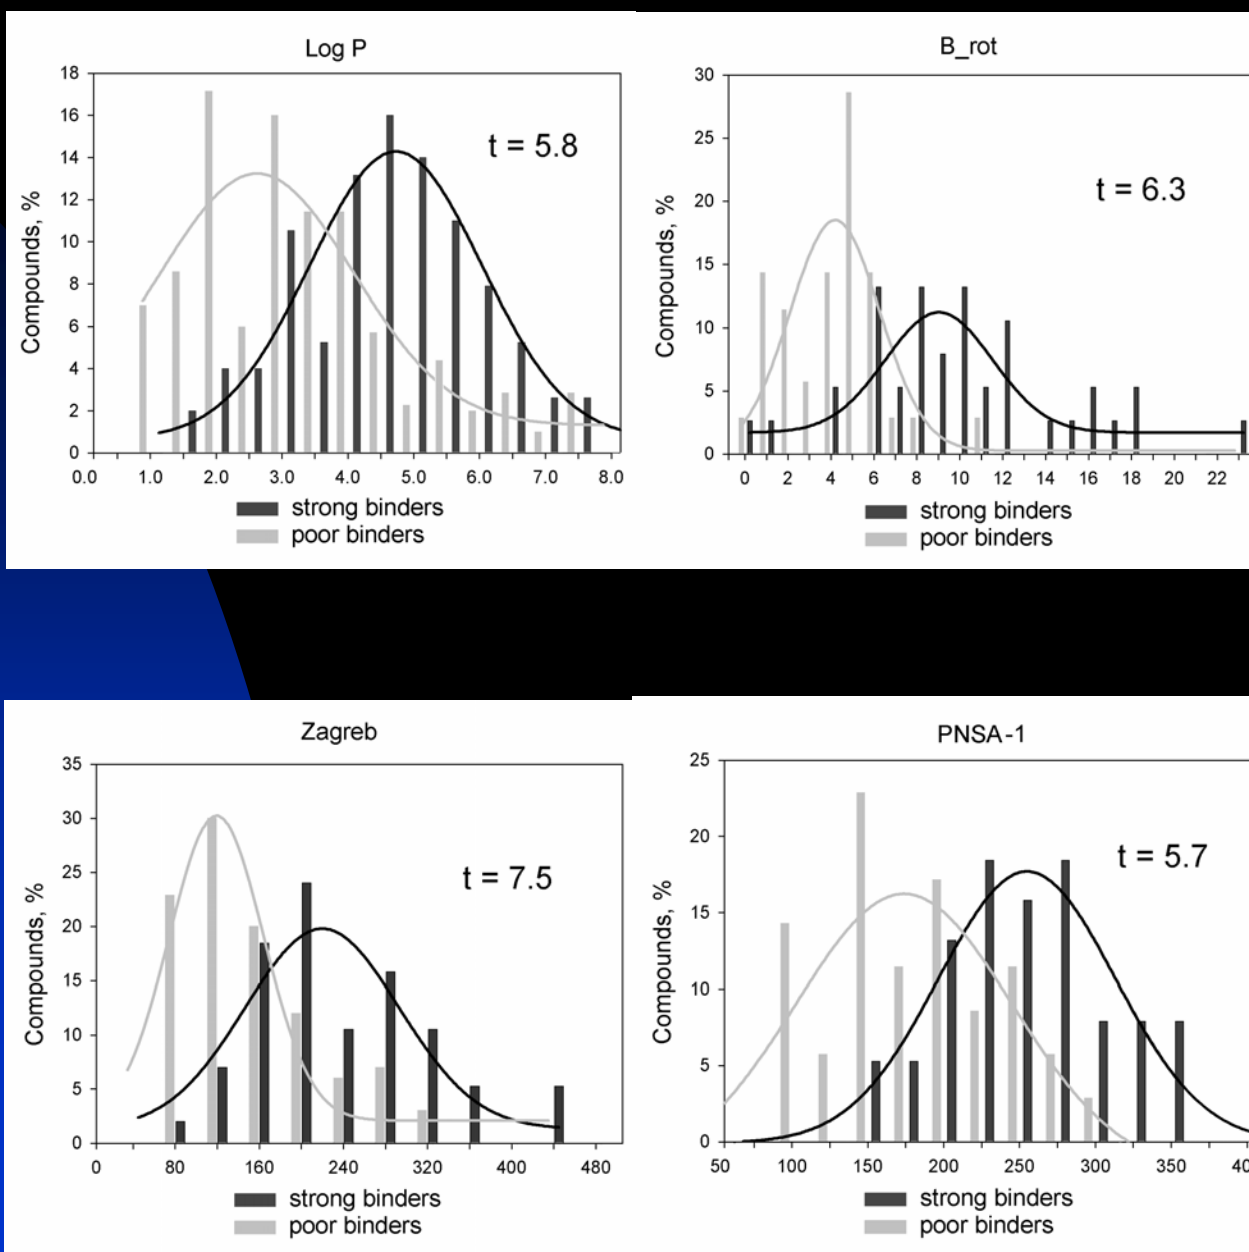 Log P
Compounds, %
18
16
14
12
10
8
6
4
2
0
t = 5.8
0.0 1.0 2.0 3.0 4.0 5.0 6.0 7.0 8.0
strong binders
poor binders
B_rot
Compounds, %
30
25
20
15
10
5
0
t = 6.3
0 2 4 6 8 10 12 14 16 18 20 22
strong binders
poor binders
Zagreb
Compounds, %
35
30
25
20
15
10
5
0
t = 7.5
0 80 160 240 320 400 480
strong binders
poor binders
PNSA-1
Compounds, %
25
20
15
10
5
0
t = 5.7
50 100 150 200 250 300 350 40
strong binders
poor binders